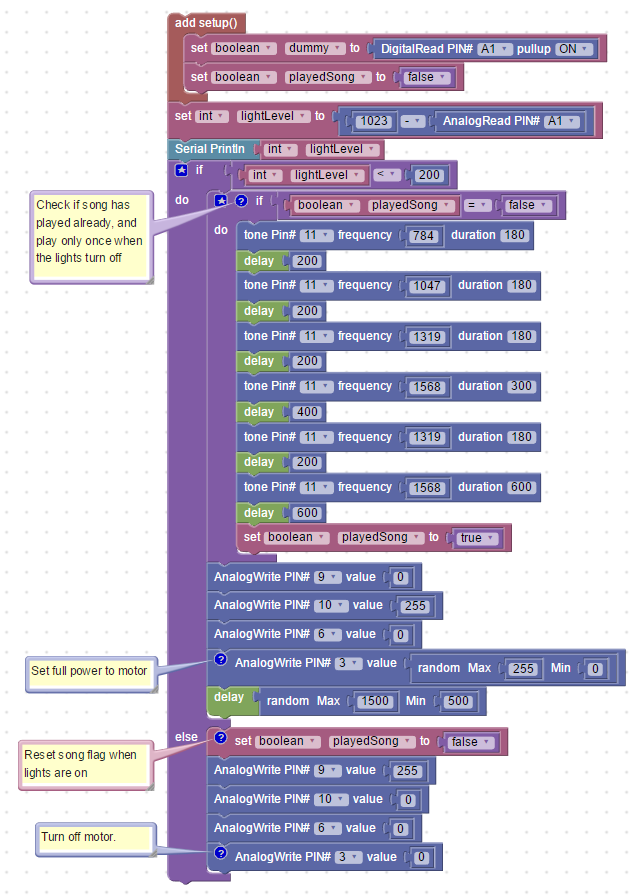 add setup()
set boolean dummy to DigitalRead PIN# A1 pullup ON
set boolean playedSong to false
set int lightLevel to 1023 - AnalogRead PIN# A1
Serial Println int lightLevel
if int lightLevel < 200
do if boolean playedSong = false
Check if song has
played already, and
play only once when
the lights turn off
do tone Pin# 11 frequency 784 duration 180
delay 200
tone Pin# 11 frequency 1047 duration 180
delay 200
tone Pin# 11 frequency 1319 duration 180
delay 200
tone Pin# 11 frequency 1568 duration 300
delay 400
tone Pin# 11 frequency 1319 duration 180
delay 200
tone Pin# 11 frequency 1568 duration 600
delay 600
set boolean playedSong to true
AnalogWrite PIN# 9 value 0
AnalogWrite PIN# 10 value 255
AnalogWrite PIN# 6 value 0
Set full power to motor
AnalogWrite PIN# 3 value random Max 255 Min 0
delay random Max 1500 Min 500
else set boolean playedSong to false
Reset song flag when
lights are on
AnalogWrite PIN# 9 value 255
AnalogWrite PIN# 10 value 0
AnalogWrite PIN# 6 value 0
Turn off motor.
AnalogWrite PIN# 3 value 0